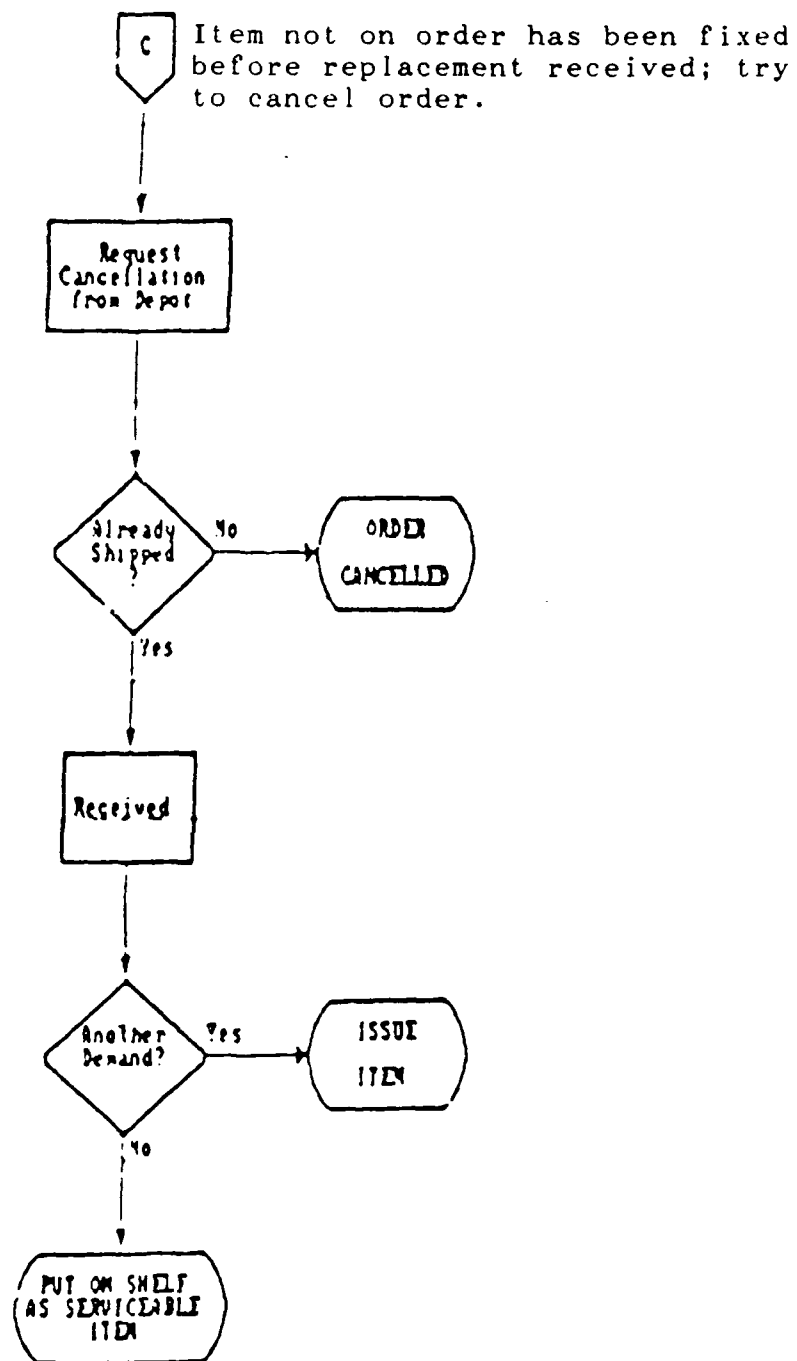 C
Item not on order has been fixed
before replacement received; try
to cancel order.
Request
Cancellation
from Depot
Already
Shipped
?
No
ORDER
CANCELLED
Yes
Received
Another
Demand?
Yes
ISSUE
ITEM
No
PUT ON SHELF
AS SERVICEABLE
ITEM